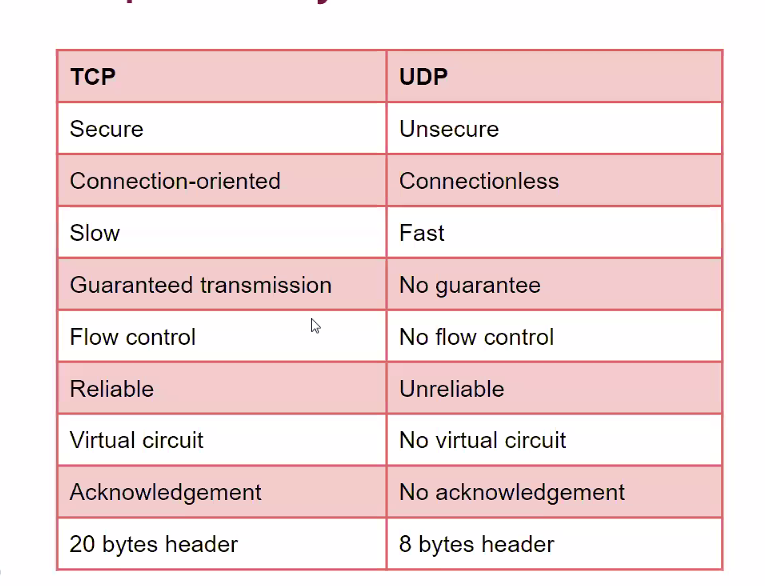 TCP UDP
Secure Unsecure
Connection-oriented Connectionless
Slow Fast
Guaranteed transmission No guarantee
Flow control No flow control
Reliable Unreliable
Virtual circuit No virtual circuit
Acknowledgement No acknowledgement
20 bytes header 8 bytes header